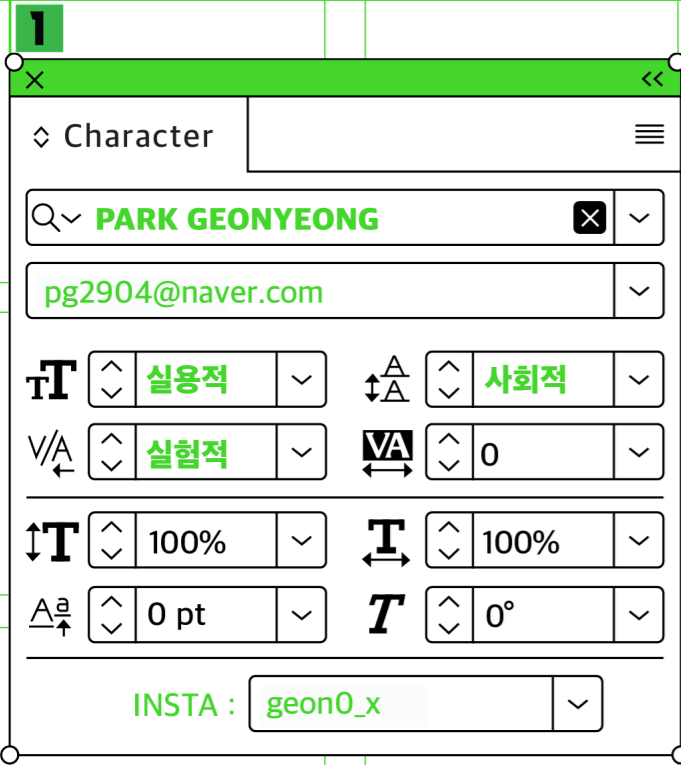 1
Character
PARK GEONYEONG
pg2904@naver.com
실용적 사회적
실험적 0
100% 100%
0 pt 0°
INSTA : geon0_x